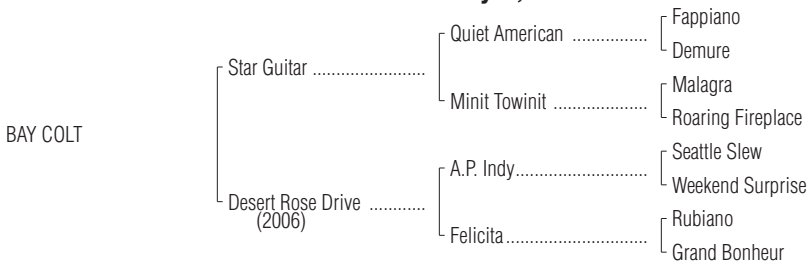 Fappiano
Quiet American ................
Demure
Star Guitar ........................
Malagra
Minit Towinit ....................
Roaring Fireplace
BAY COLT
Seattle Slew
A.P. Indy............................
Weekend Surprise
Desert Rose Drive ............
(2006)
Rubiano
Felicita..............................
Grand Bonheur